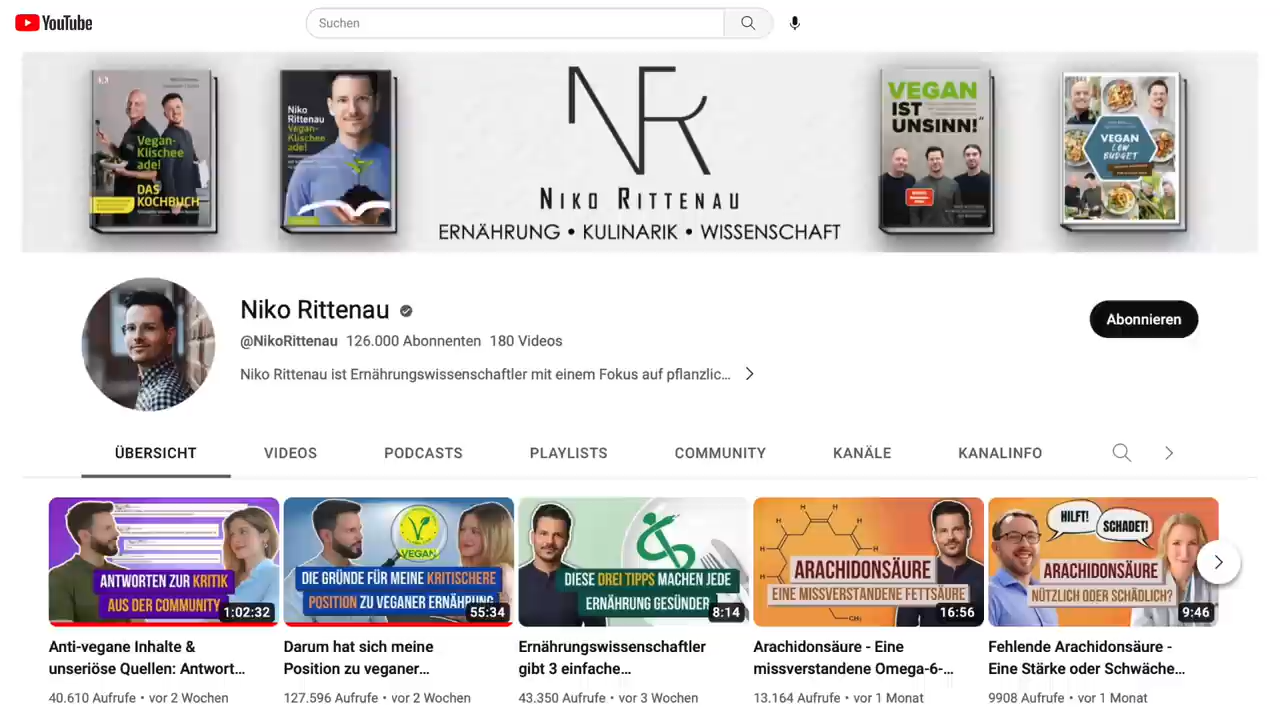 YouTube
Suchen
Vegan-
Klischee
ade!
DAS
KOCHBUCH
Niko
Rittenau
Vegan-
Klischee
ade!
NR
NIKO RITTENAU
ERNÄHRUNG • KULINARIK • WISSENSCHAFT
VEGAN
IST
UNSINN!"
VEGAN
LOW
BUDGET
Niko Rittenau
@NikoRittenau 126.000 Abonnenten 180 Videos
Niko Rittenau ist Ernährungswissenschaftler mit einem Fokus auf pflanzlic...
Abonnieren
ÜBERSICHT VIDEOS PODCASTS PLAYLISTS COMMUNITY KANÄLE KANALINFO
ANTWORTEN ZUR KRITIK
AUS DER COMMUNITY
1:02:32
Anti-vegane Inhalte &
unseriöse Quellen: Antwort...
40.610 Aufrufe • vor 2 Wochen
V
VEGAN
DIE GRÜNDE FÜR MEINE KRITISCHERE
POSITION ZU VEGANER ERNÄHRUNG
55:34
Darum hat sich meine
Position zu veganer...
127.596 Aufrufe • vor 2 Wochen
DIESE DREI TIPPS MACHEN JEDE
ERNÄHRUNG GESÜNDER
8:14
Ernährungswissenschaftler
gibt 3 einfache...
43.350 Aufrufe • vor 3 Wochen
H H H H
H H H H
ARACHIDONSÄURE
EINE MISSVERSTANDENE FETTSÄURE
CH₃
16:56
Arachidonsäure - Eine
missverstandene Omega-6-...
13.164 Aufrufe • vor 1 Monat
HILFT!
SCHADET!
ARACHIDONSÄURE
NÜTZLICH ODER SCHÄDLICH?
9:46
Fehlende Arachidonsäure -
Eine Stärke oder Schwäche...
9908 Aufrufe • vor 1 Monat